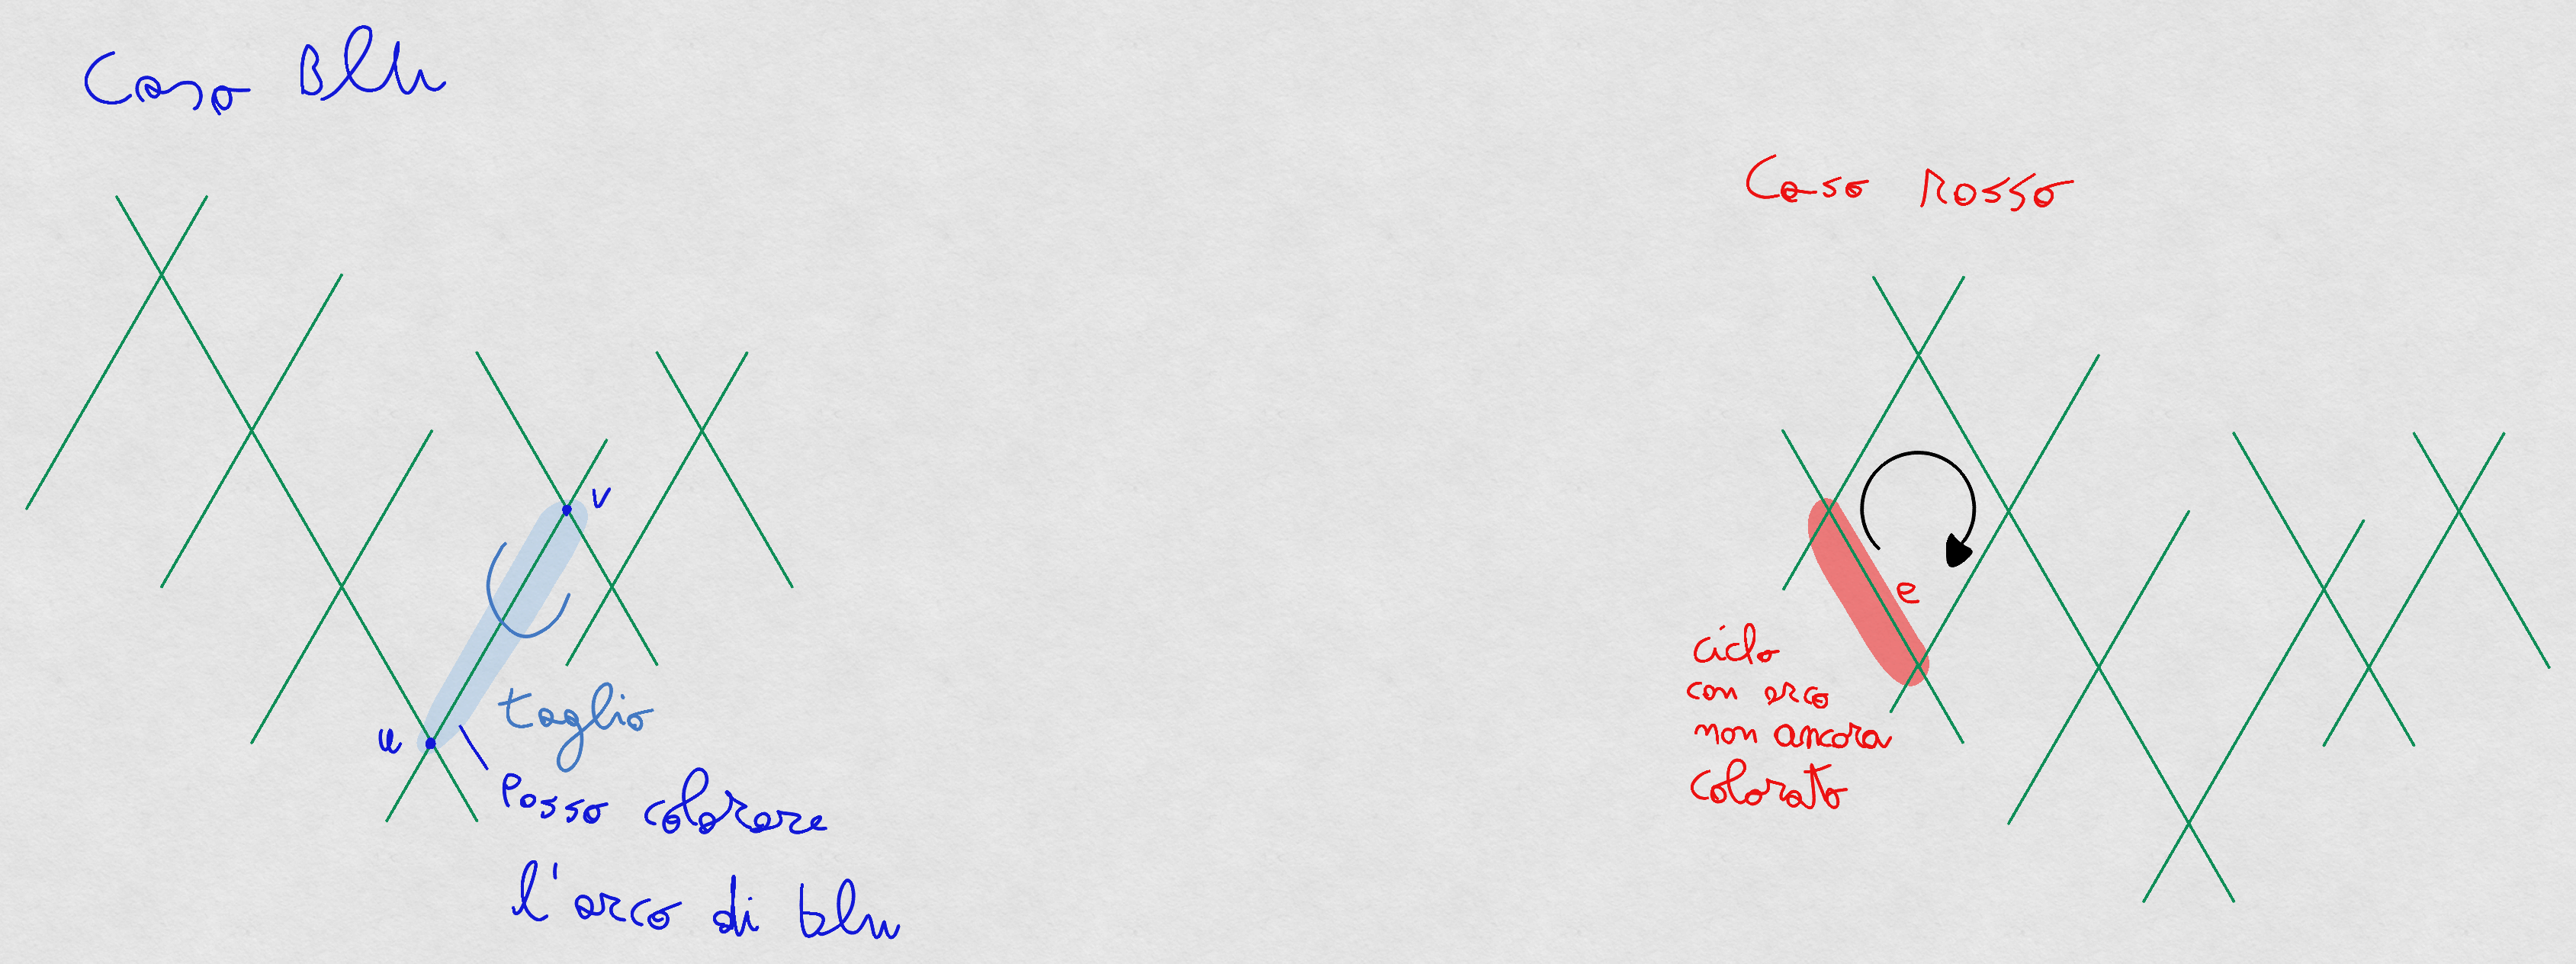 Caso Blu
v
u
taglio
Posso colorare
l'arco di blu
Caso Rosso
e
ciclo
con arco
non ancora
colorato